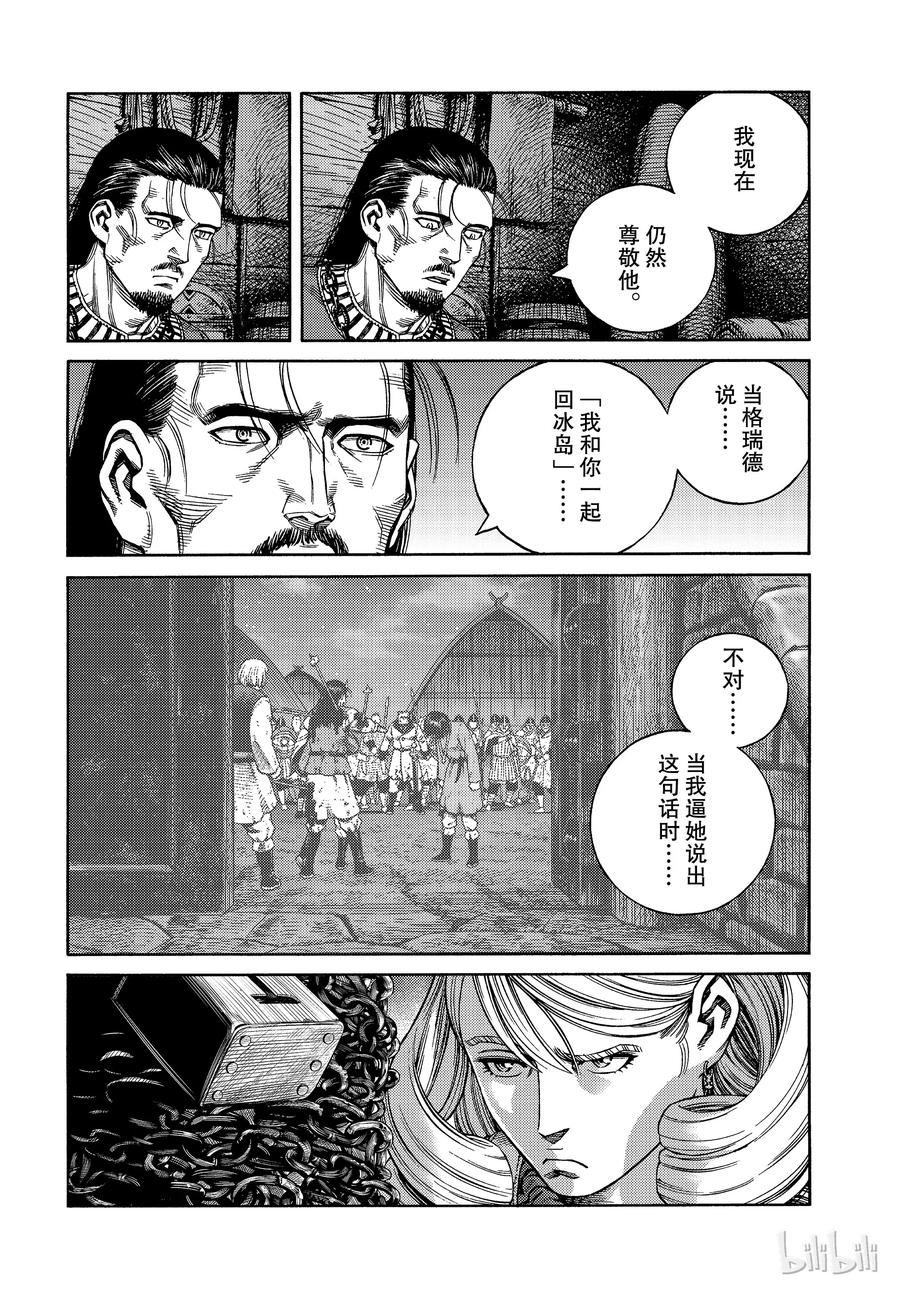 我现在
仍然
尊敬他。
当格瑞德
说……
「我和你一起
回冰岛」……
不对……
当我逼她说出
这句话时……
bilibili